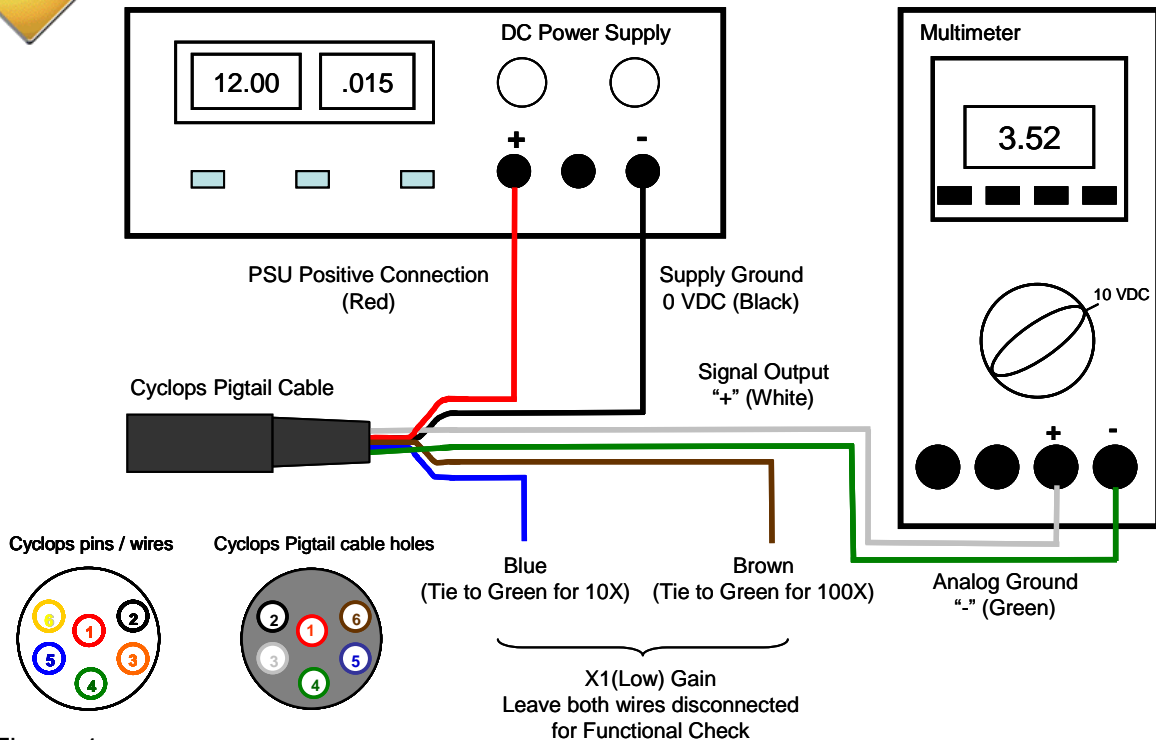 DC Power Supply
12.00
.015
+
-
Multimeter
3.52
10 VDC
+
-
PSU Positive Connection
(Red)
Supply Ground
0 VDC (Black)
Signal Output
“+” (White)
Cyclops Pigtail Cable
Cyclops pins / wires
Cyclops Pigtail cable holes
6
1
2
5
3
4
2
1
6
3
5
4
Blue
(Tie to Green for 10X)
Brown
(Tie to Green for 100X)
Analog Ground
“-” (Green)
X1(Low) Gain
Leave both wires disconnected
for Functional Check